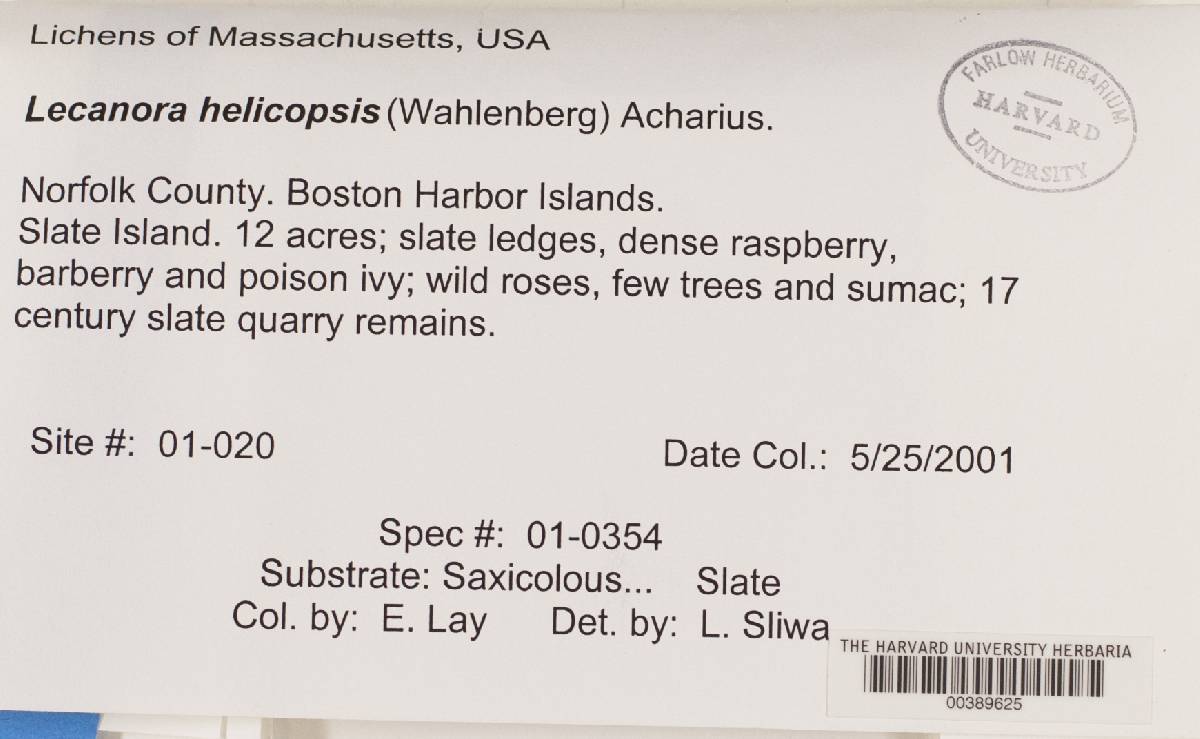 Lichens of Massachusetts, USA
FARLOW HERBARIUM
HARVARD
UNIVERSITY
Lecanora helicopsis (Wahlenberg) Acharius.
Norfolk County. Boston Harbor Islands.
Slate Island. 12 acres; slate ledges, dense raspberry,
barberry and poison ivy; wild roses, few trees and sumac; 17
century slate quarry remains.
Site #: 01-020 Date Col.: 5/25/2001
Spec #: 01-0354
Substrate: Saxicolous... Slate
Col. by: E. Lay Det. by: L. Sliwa
THE HARVARD UNIVERSITY HERBARIA
00389625